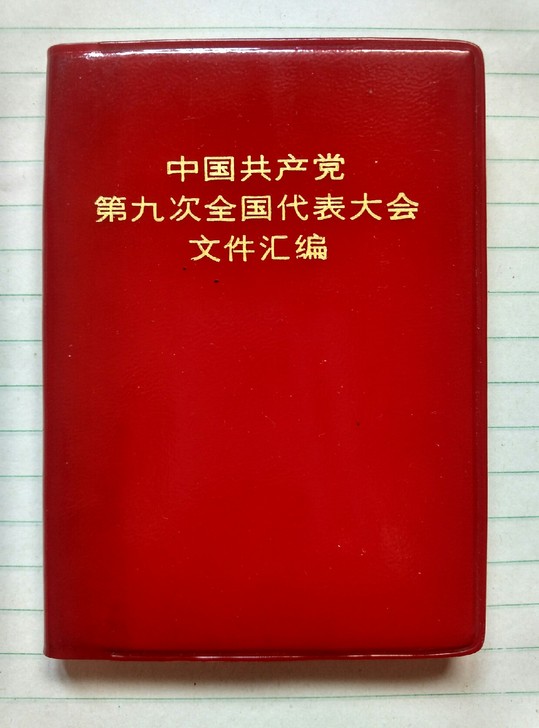 中国共产党
第九次全国代表大会
文件汇编